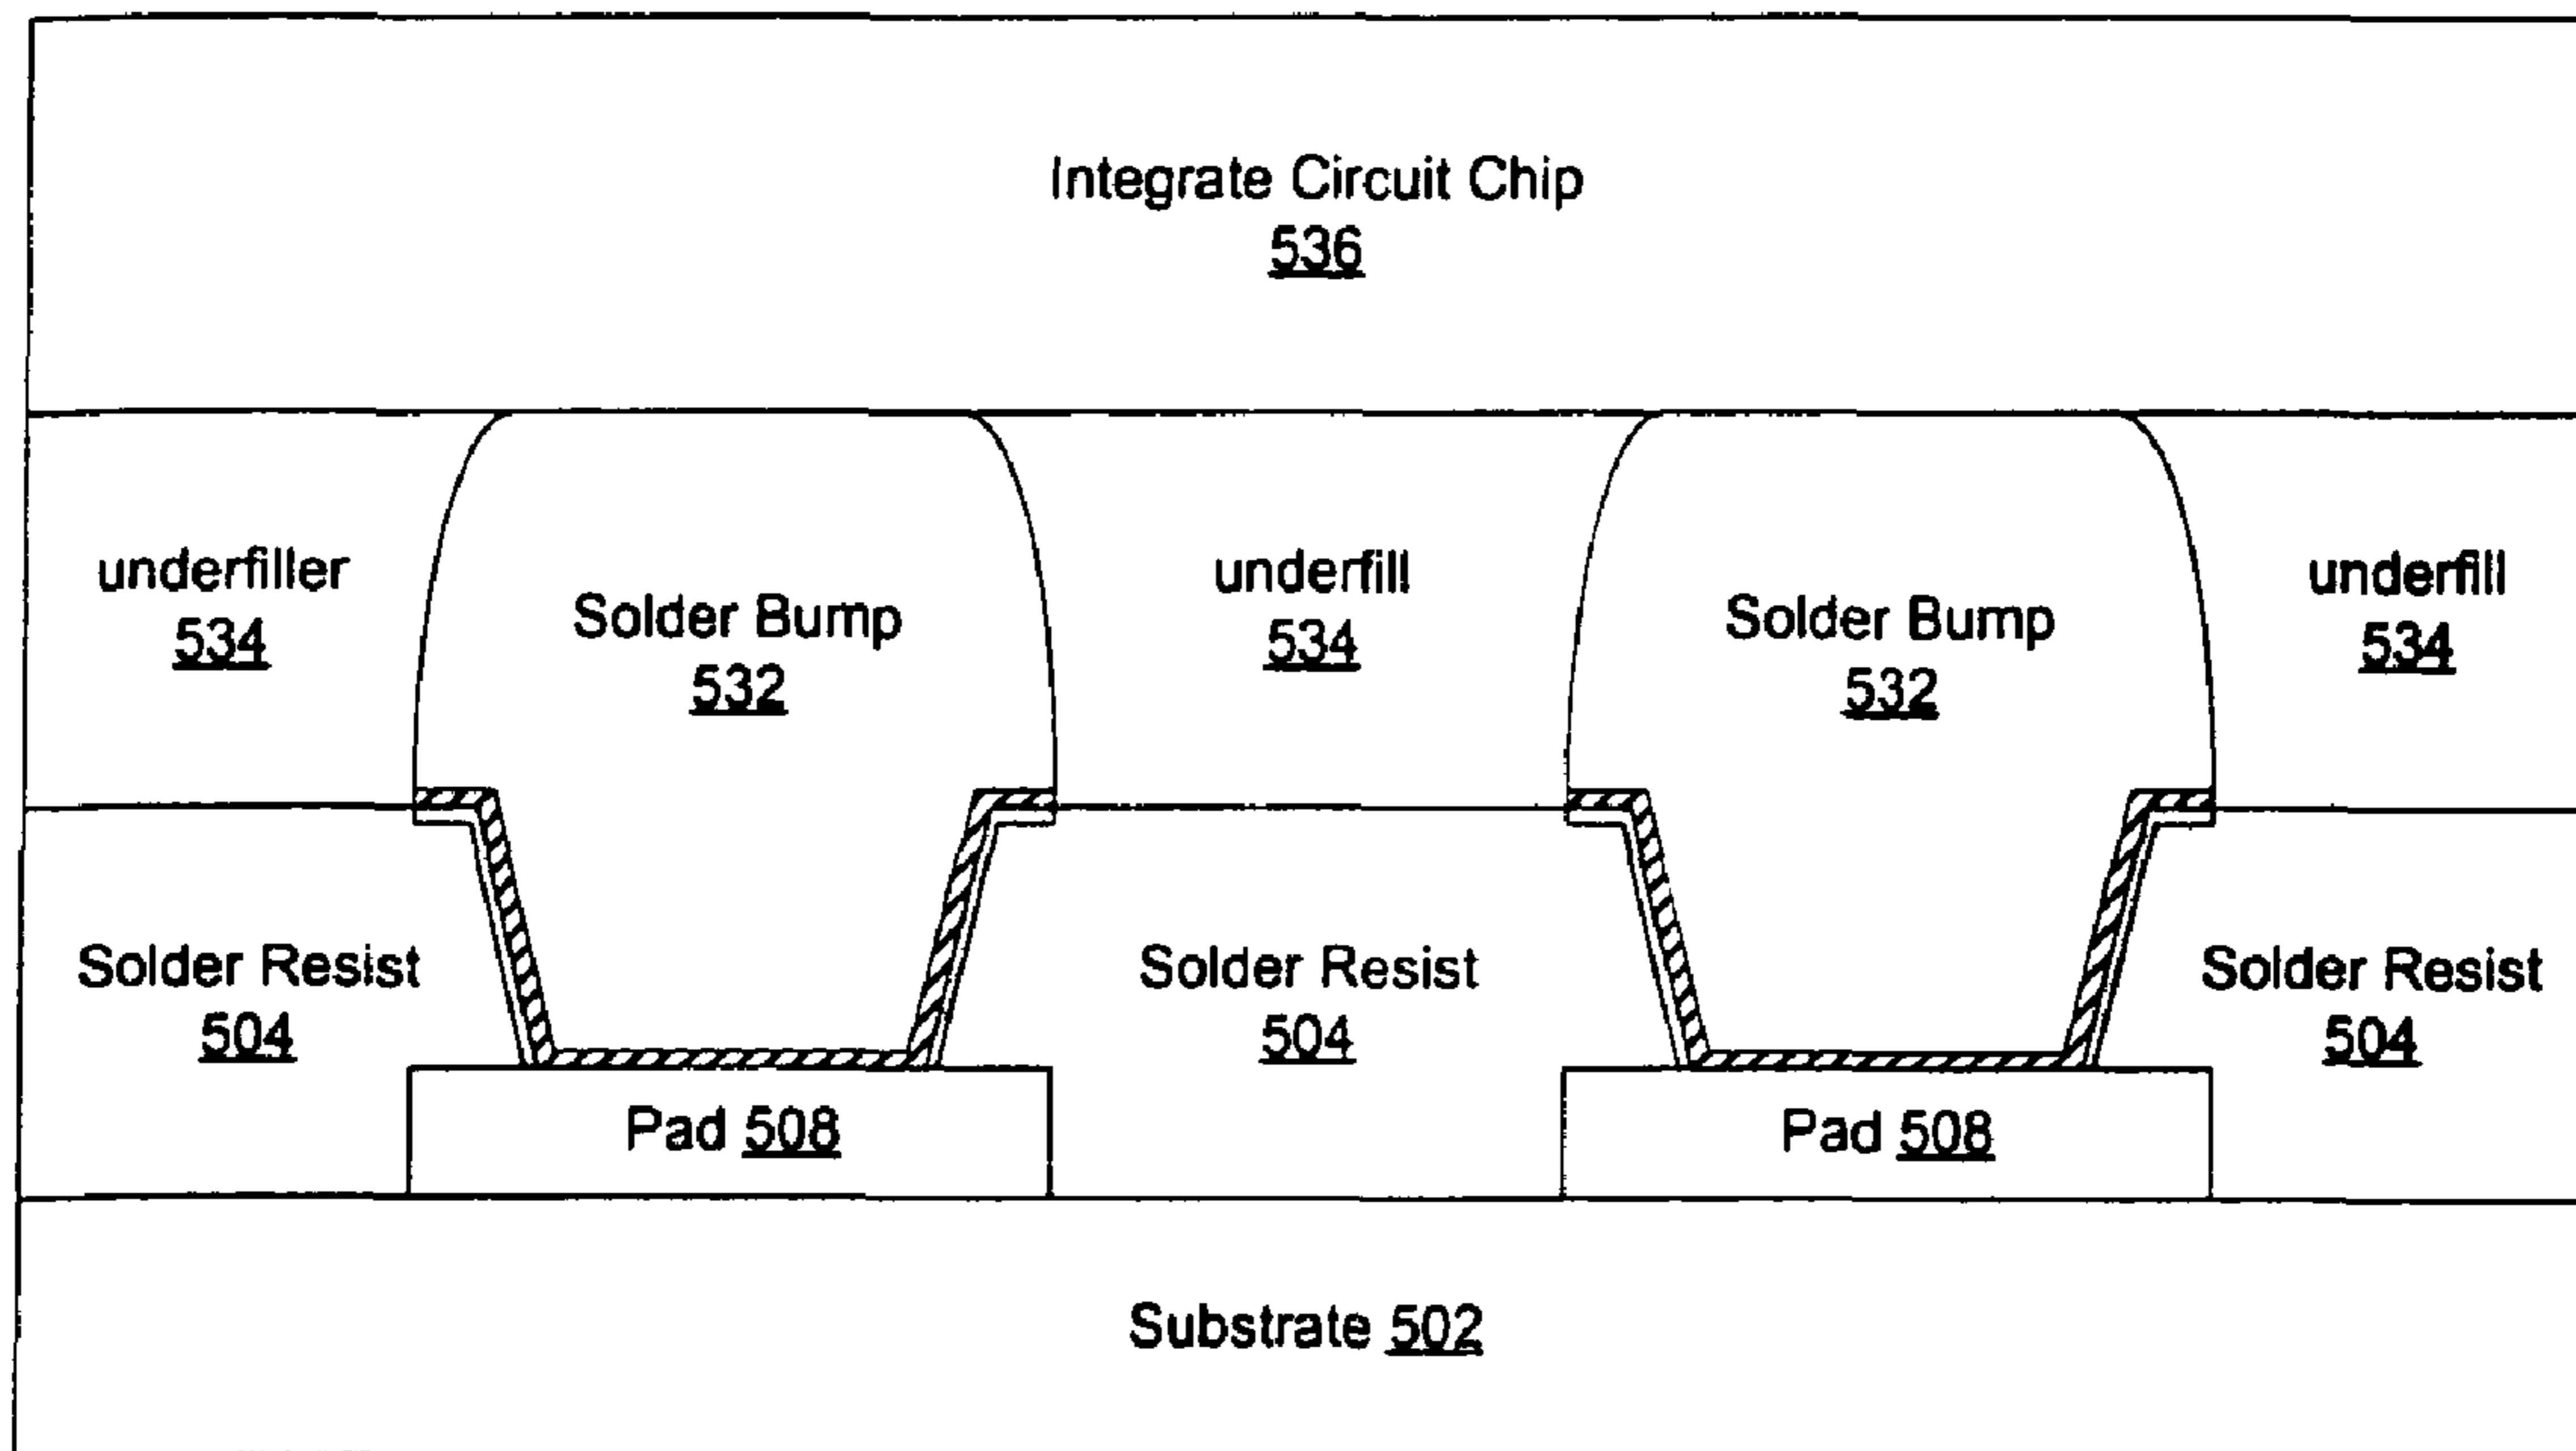 Integrate Circuit Chip
536
underfiller
534
Solder Bump
532
underfill
534
Solder Bump
532
underfill
534
Solder Resist
504
Solder Resist
504
Solder Resist
504
Pad 508
Pad 508
Substrate 502